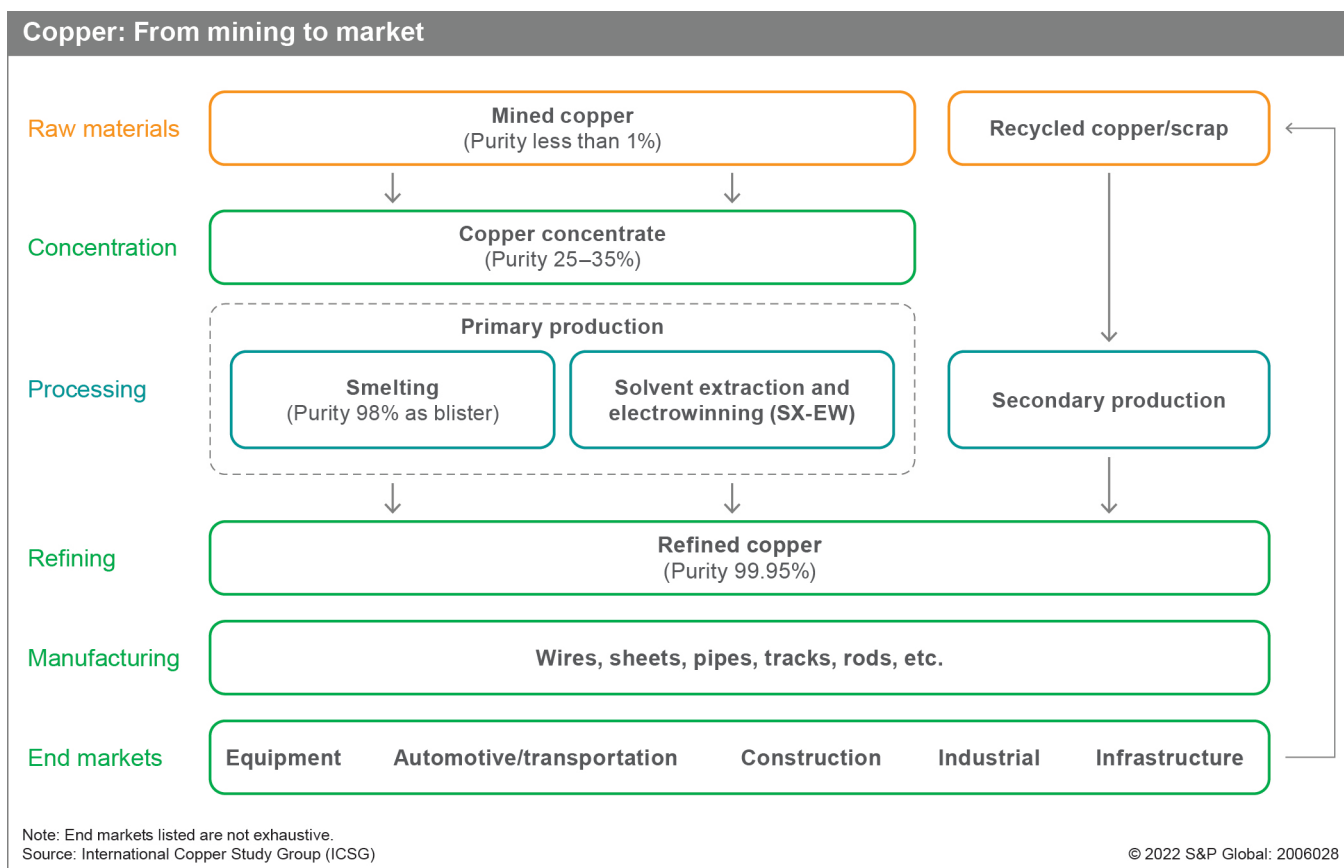 Copper: From mining to market
Raw materials
Mined copper
(Purity less than 1%)
Recycled copper/scrap
Concentration
Copper concentrate
(Purity 25–35%)
Primary production
Processing
Smelting
(Purity 98% as blister)
Solvent extraction and
electrowinning (SX-EW)
Secondary production
Refining
Refined copper
(Purity 99.95%)
Manufacturing
Wires, sheets, pipes, tracks, rods, etc.
End markets
Equipment
Automotive/transportation
Construction
Industrial
Infrastructure
Note: End markets listed are not exhaustive.
Source: International Copper Study Group (ICSG)
© 2022 S&P Global: 2006028